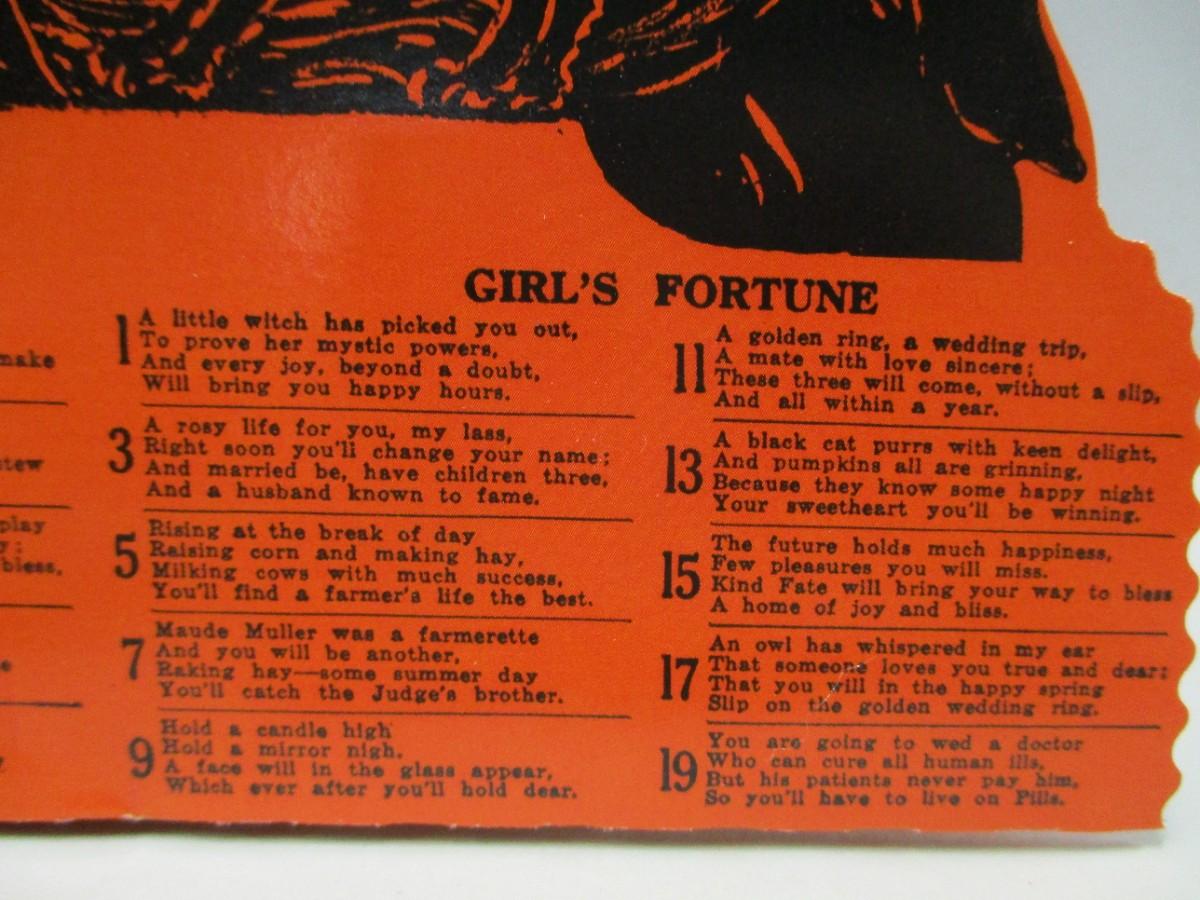 make
stew
play
bless,
GIRL'S FORTUNE
1
A little witch has picked you out,
To prove her mystic powers,
And every joy, beyond a doubt,
Will bring you happy hours.
3
A rosy life for you, my lass,
Right soon you'll change your name;
And married be, have children three,
And a husband known to fame.
5
Rising at the break of day
Raising corn and making hay,
Milking cows with much success,
You'll find a farmer's life the best.
7
Maude Muller was a farmerette
And you will be another,
Raking hay—some summer day
You'll catch the Judge's brother.
9
Hold a candle high
Hold a mirror nigh.
A face will in the glass appear,
Which ever after you'll hold dear.
11
A golden ring, a wedding trip,
A mate with love sincere;
These three will come, without a slip,
And all within a year.
13
A black cat purrs with keen delight,
And pumpkins all are grinning,
Because they know some happy night
Your sweetheart you'll be winning.
15
The future holds much happiness,
Few pleasures you will miss.
Kind Fate will bring your way to bless
A home of joy and bliss.
17
An owl has whispered in my ear
That someone loves you true and dear;
That you will in the happy spring
Slip on the golden wedding ring.
19
You are going to wed a doctor
Who can cure all human ills,
But his patients never pay him,
So you'll have to live on Pills.